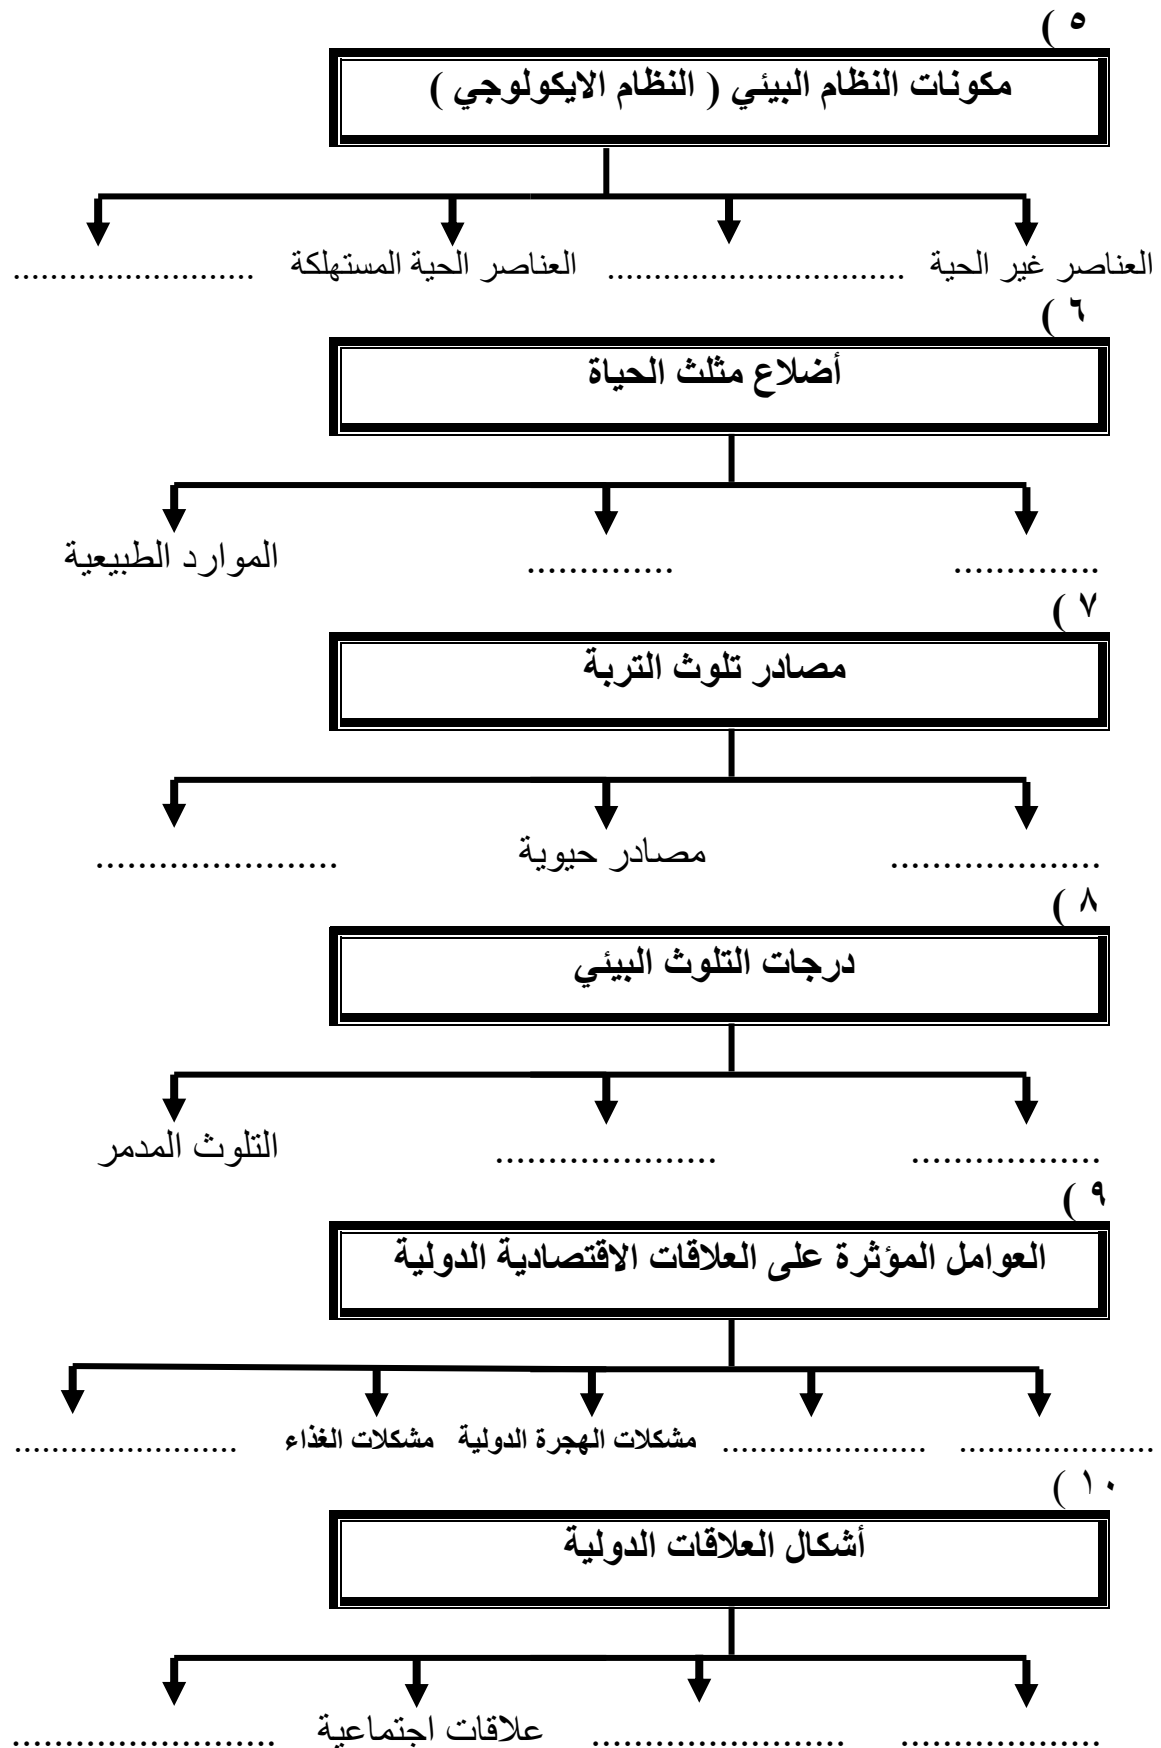 ٥ )
مكونات النظام البيئي ( النظام الايكولوجي )
العناصر غير الحية ................................ العناصر الحية المستهلكة ..........................
٦ )
أضلاع مثلث الحياة
.............. .............. الموارد الطبيعية
٧ )
مصادر تلوث التربة
.................... مصادر حيوية .......................
٨ )
درجات التلوث البيئي
.................. ..................... التلوث المدمر
٩ )
العوامل المؤثرة على العلاقات الاقتصادية الدولية
..................... ...................... مشكلات الهجرة الدولية مشكلات الغذاء ........................
١٠ )
أشكال العلاقات الدولية
................... ........................ علاقات اجتماعية .........................